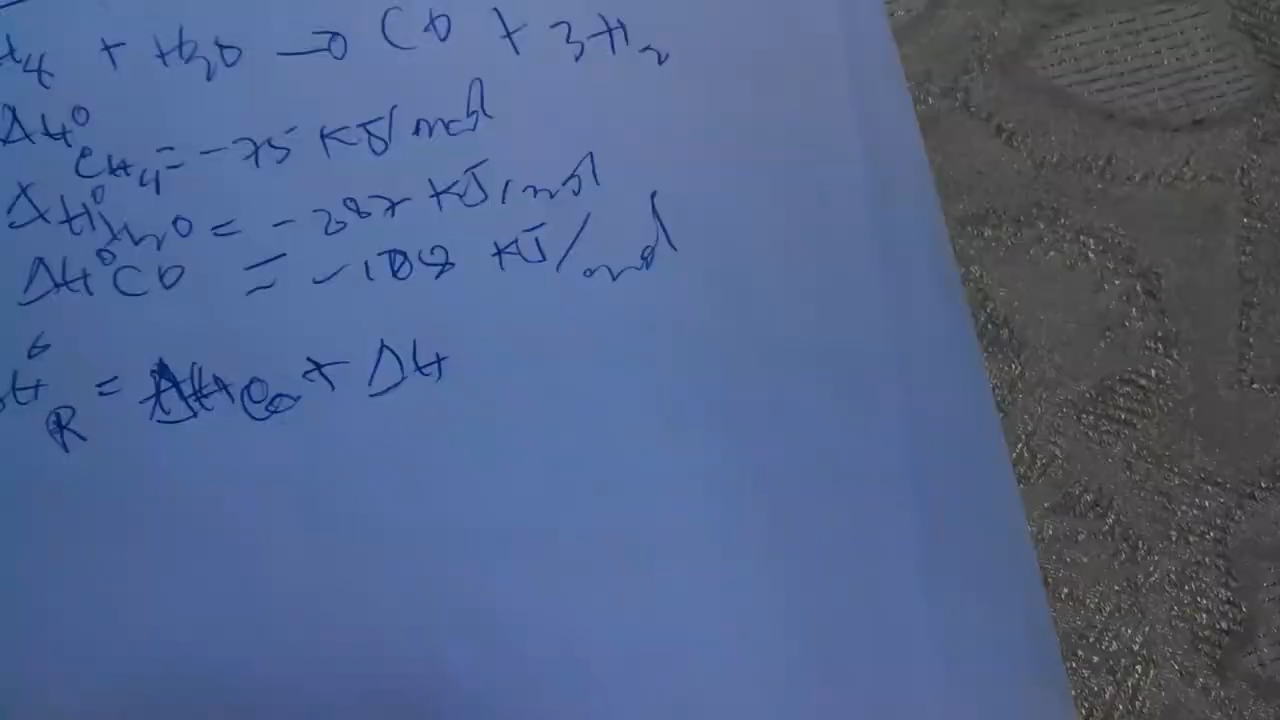 H₄ + H₂O → CO + 3H₂
ΔH°
CH₄ = -75 KJ/mol
ΔH°H₂O = -287 KJ/mol
ΔH°CO = -108 KJ/mol
H°R = ΔH CO + ΔH